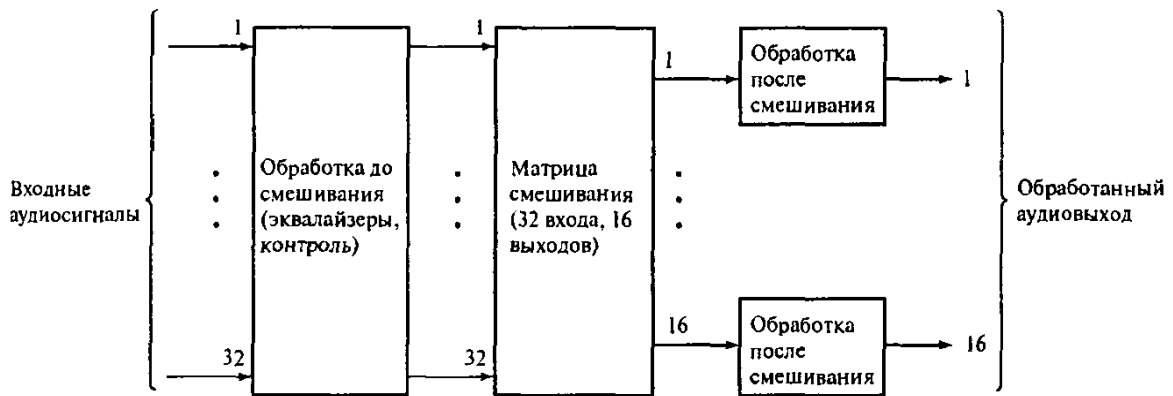 Входные
аудиосигналы
1
32
Обработка до
смешивания
(эквалайзеры,
контроль)
1
32
Матрица
смешивания
(32 входа, 16
выходов)
1
16
Обработка
после
смешивания
Обработка
после
смешивания
1
16
Обработанный
аудиовыход